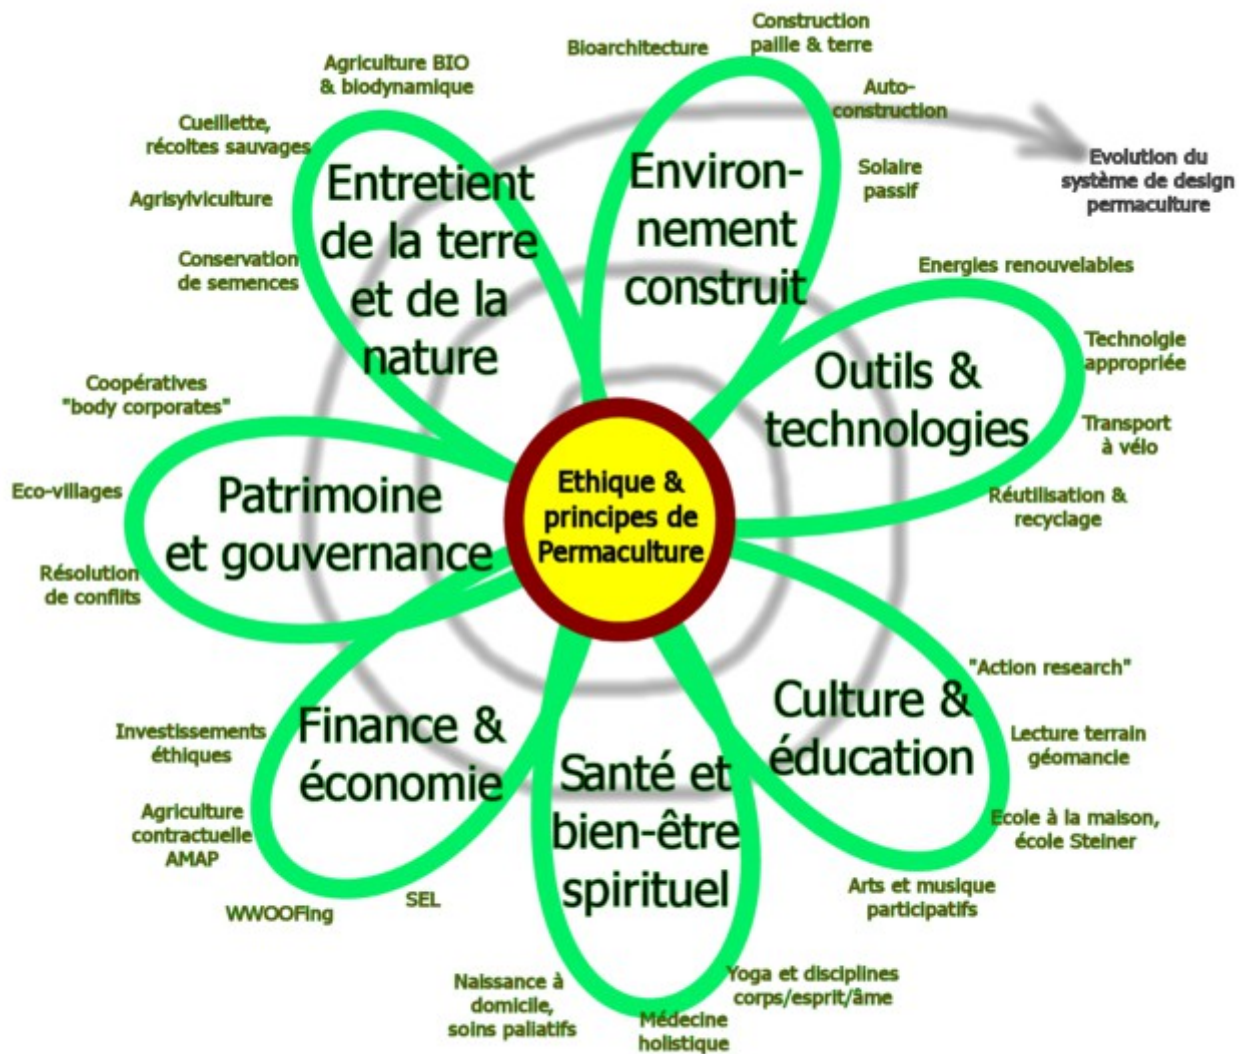 Construction
paille & terre
Bioarchitecture
Auto-
construction
Solaire
passif
Environ-
nement
construit
Evolution du
système de design
permaculture
Agriculture BIO
& biodynamique
Cueillette,
récoltes sauvages
Agrisylviculture
Conservation
de semences
Entretient
de la terre
et de la
nature
Energies renouvelables
Technolgie
appropriée
Transport
à vélo
Réutilisation &
recyclage
Outils &
technologies
Coopératives
"body corporates"
Eco-villages
Résolution
de conflits
Patrimoine
et gouvernance
Ethique &
principes de
Permaculture
"Action research"
Lecture terrain
géomancie
Ecole à la maison,
école Steiner
Arts et musique
participatifs
Culture &
éducation
Investissements
éthiques
Agriculture
contractuelle
AMAP
WWOOFing
SEL
Finance &
économie
Santé et
bien-être
spirituel
Naissance à
domicile,
soins paliatifs
Médecine
holistique
Yoga et disciplines
corps/esprit/âme